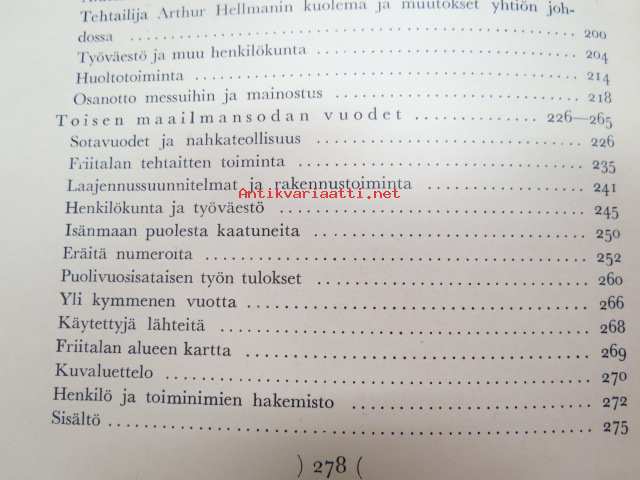 Tehtailija Arthur Hellmanin kuolema ja muutokset yhtiön joh-
dossa ........ 200
Työväestö ja muu henkilökunta ........ 204
Huoltotoiminta ........ 214
Osanotto messuihin ja mainostus ........ 218
Toisen maailmansodan vuodet ........ 226—265
Sotavuodet ja nahkateollisuus ........ 226
Friitalan tehtaitten toiminta ........ 235
Laajennussuunnitelmat ja rakennustoiminta ........ 241
Antikvariaatti.net
Henkilökunta ja työväestö ........ 245
Isänmaan puolesta kaatuneita ........ 250
Eräitä numeroita ........ 252
Puolivuosisataisen työn tulokset ........ 260
Yli kymmenen vuotta ........ 266
Käytettyjä lähteitä ........ 268
Friitalan alueen kartta ........ 269
Kuvaluettelo ........ 270
Henkilö ja toiminimien hakemisto ........ 272
Sisältö ........ 275
) 278 (